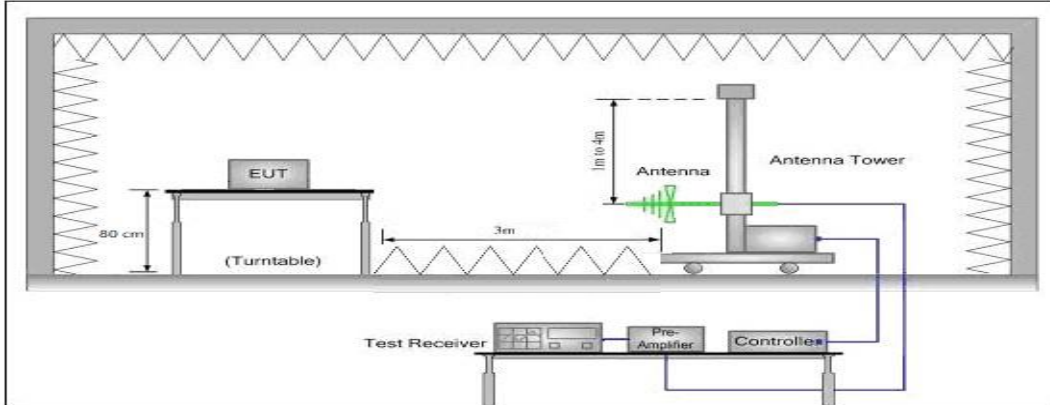 EUT
80 cm
(Turntable)
3m
1m to 4m
Antenna
Antenna Tower
Test Receiver
Pre-
Amplifier
Controlle